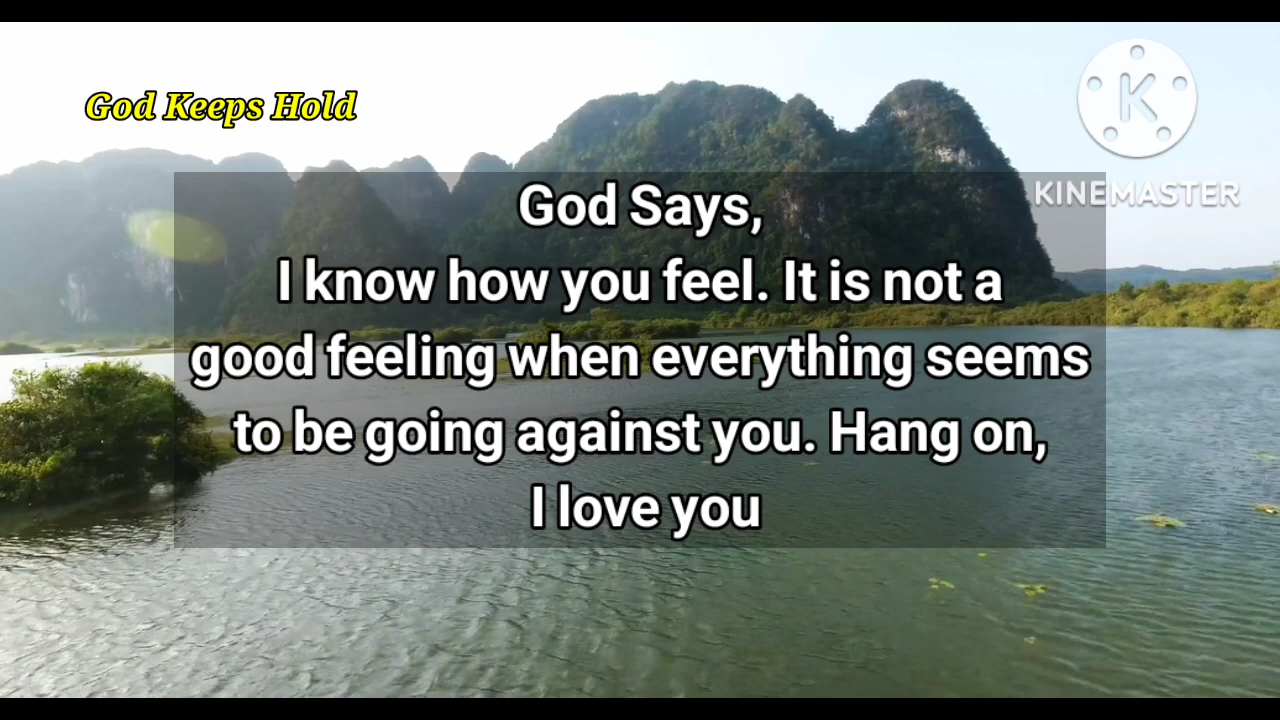 God Keeps Hold
K
KINEMASTER
God Says,
I know how you feel. It is not a
good feeling when everything seems
to be going against you. Hang on,
I love you